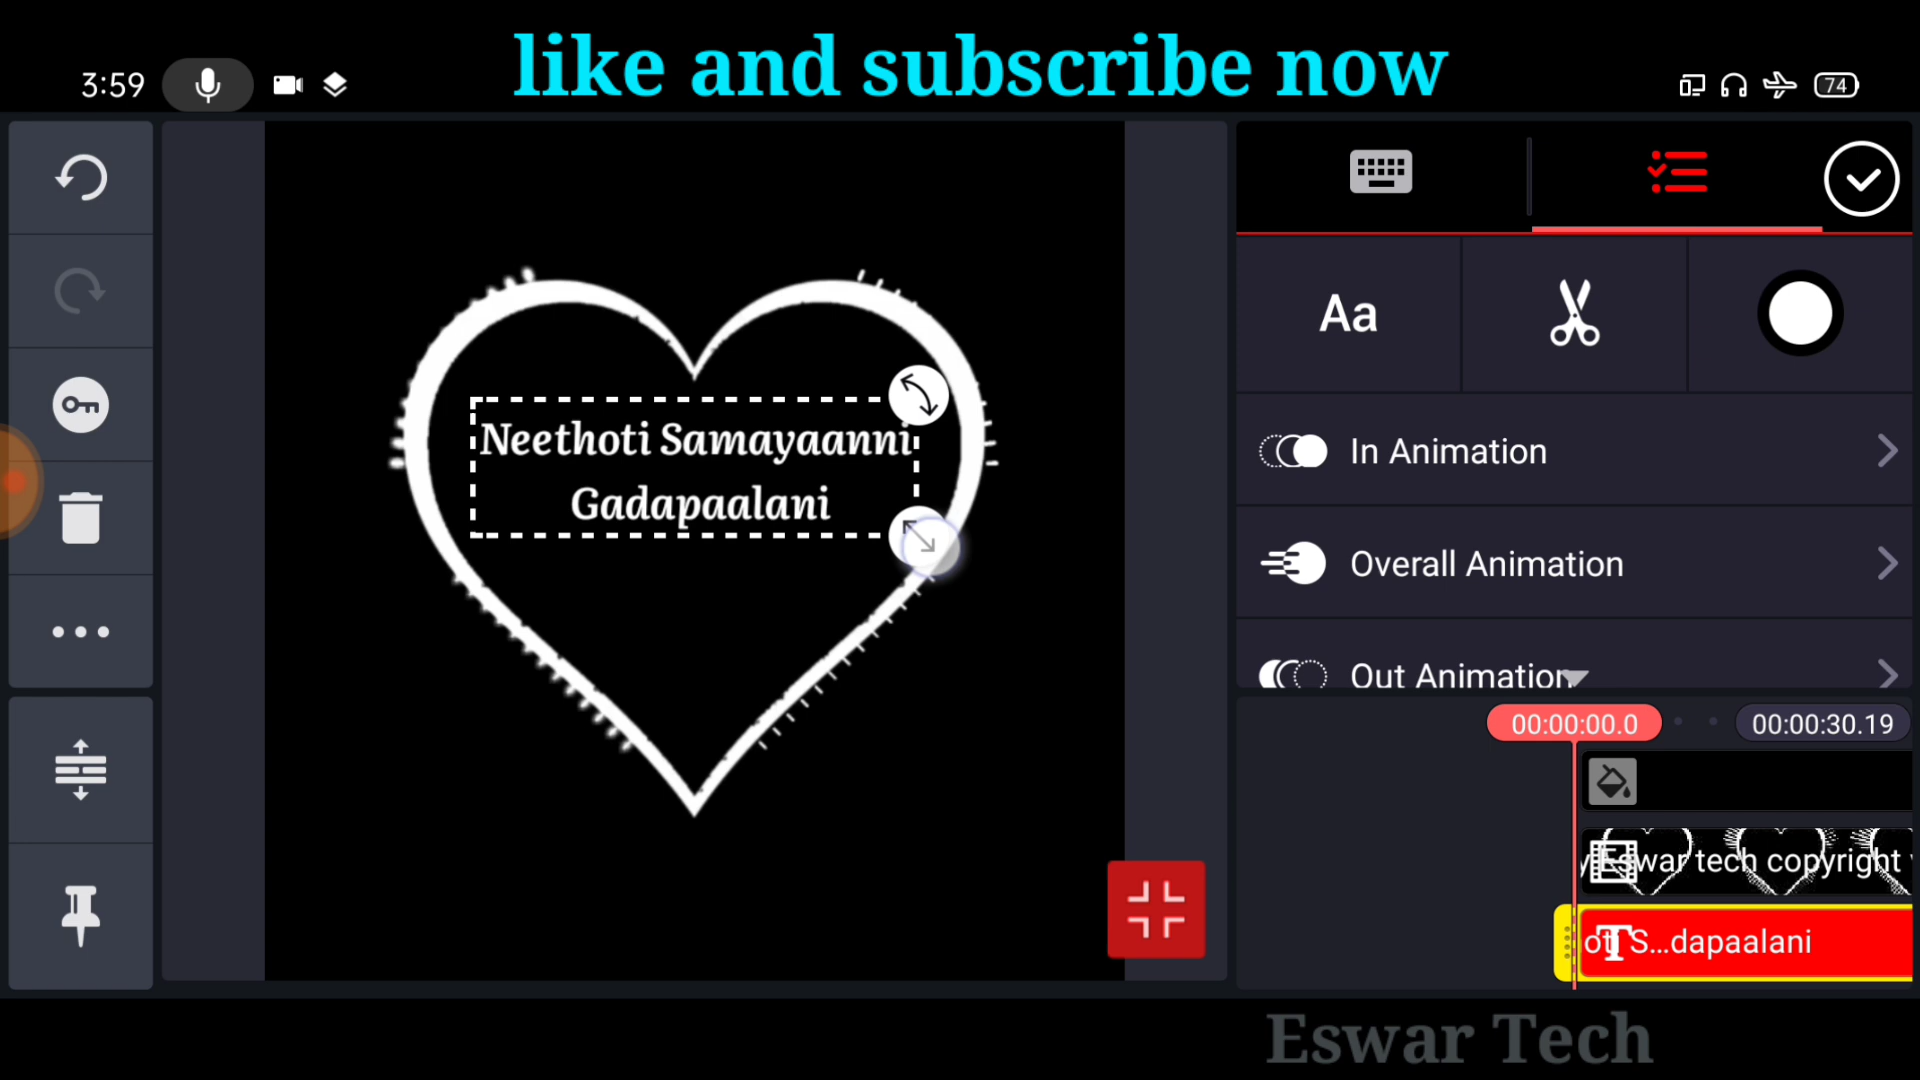 like and subscribe now
3:59
74
Neethoti Samayaanni
Gadapaalani
Aa
In Animation
Overall Animation
Out Animation
00:00:00.0
00:00:30.19
Eswar tech copyright
S...dapaalani
Eswar Tech